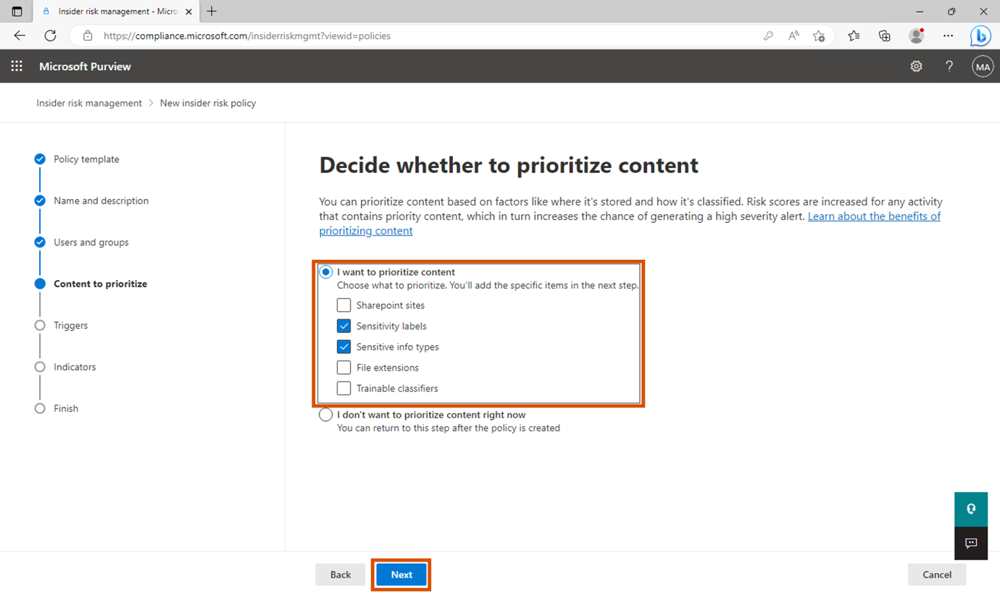 Insider risk management - Micro
https://compliance.microsoft.com/insiderriskmgmt?viewid=policies
Microsoft Purview
?
MA
Insider risk management > New insider risk policy
Policy template
Name and description
Users and groups
Content to prioritize
Triggers
Indicators
Finish
Decide whether to prioritize content
You can prioritize content based on factors like where it's stored and how it's classified. Risk scores are increased for any activity
that contains priority content, which in turn increases the chance of generating a high severity alert. Learn about the benefits of
prioritizing content
I want to prioritize content
Choose what to prioritize. You'll add the specific items in the next step.
Sharepoint sites
Sensitivity labels
Sensitive info types
File extensions
Trainable classifiers
I don't want to prioritize content right now
You can return to this step after the policy is created
Back
Next
Cancel